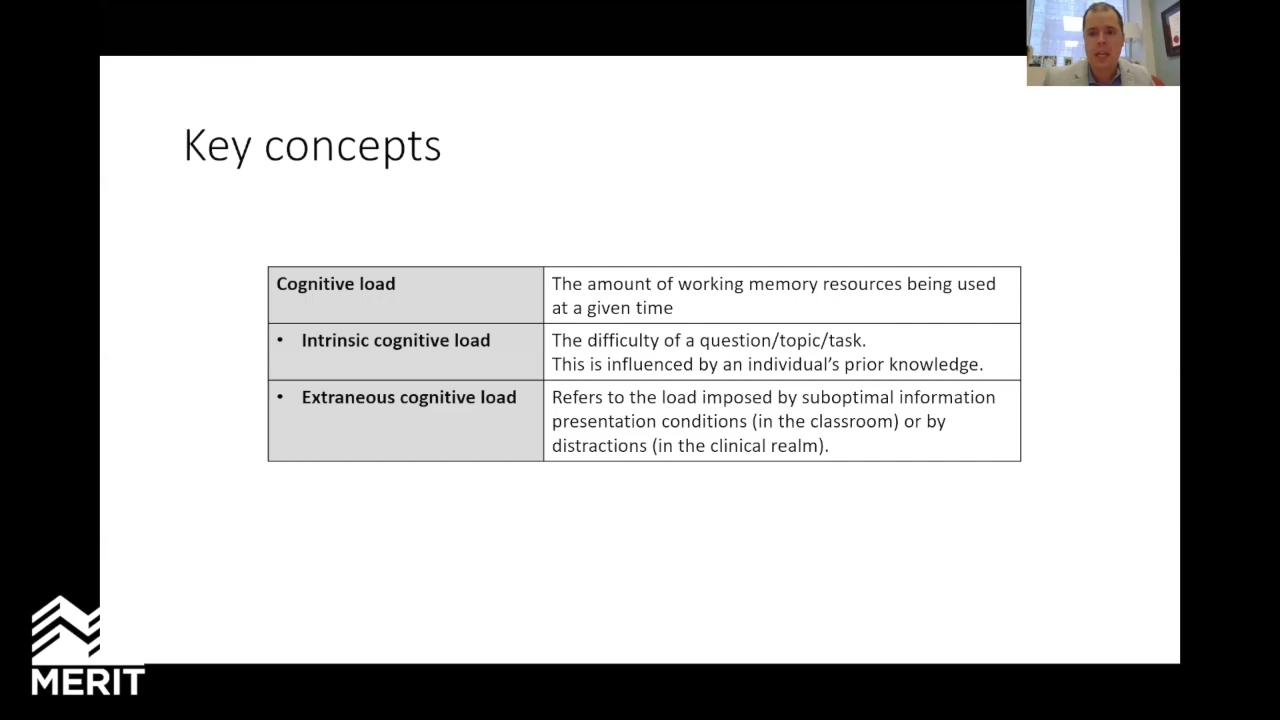 Key concepts
Cognitive load
The amount of working memory resources being used
at a given time
• Intrinsic cognitive load
The difficulty of a question/topic/task.
This is influenced by an individual’s prior knowledge.
• Extraneous cognitive load
Refers to the load imposed by suboptimal information
presentation conditions (in the classroom) or by
distractions (in the clinical realm).
MERIT